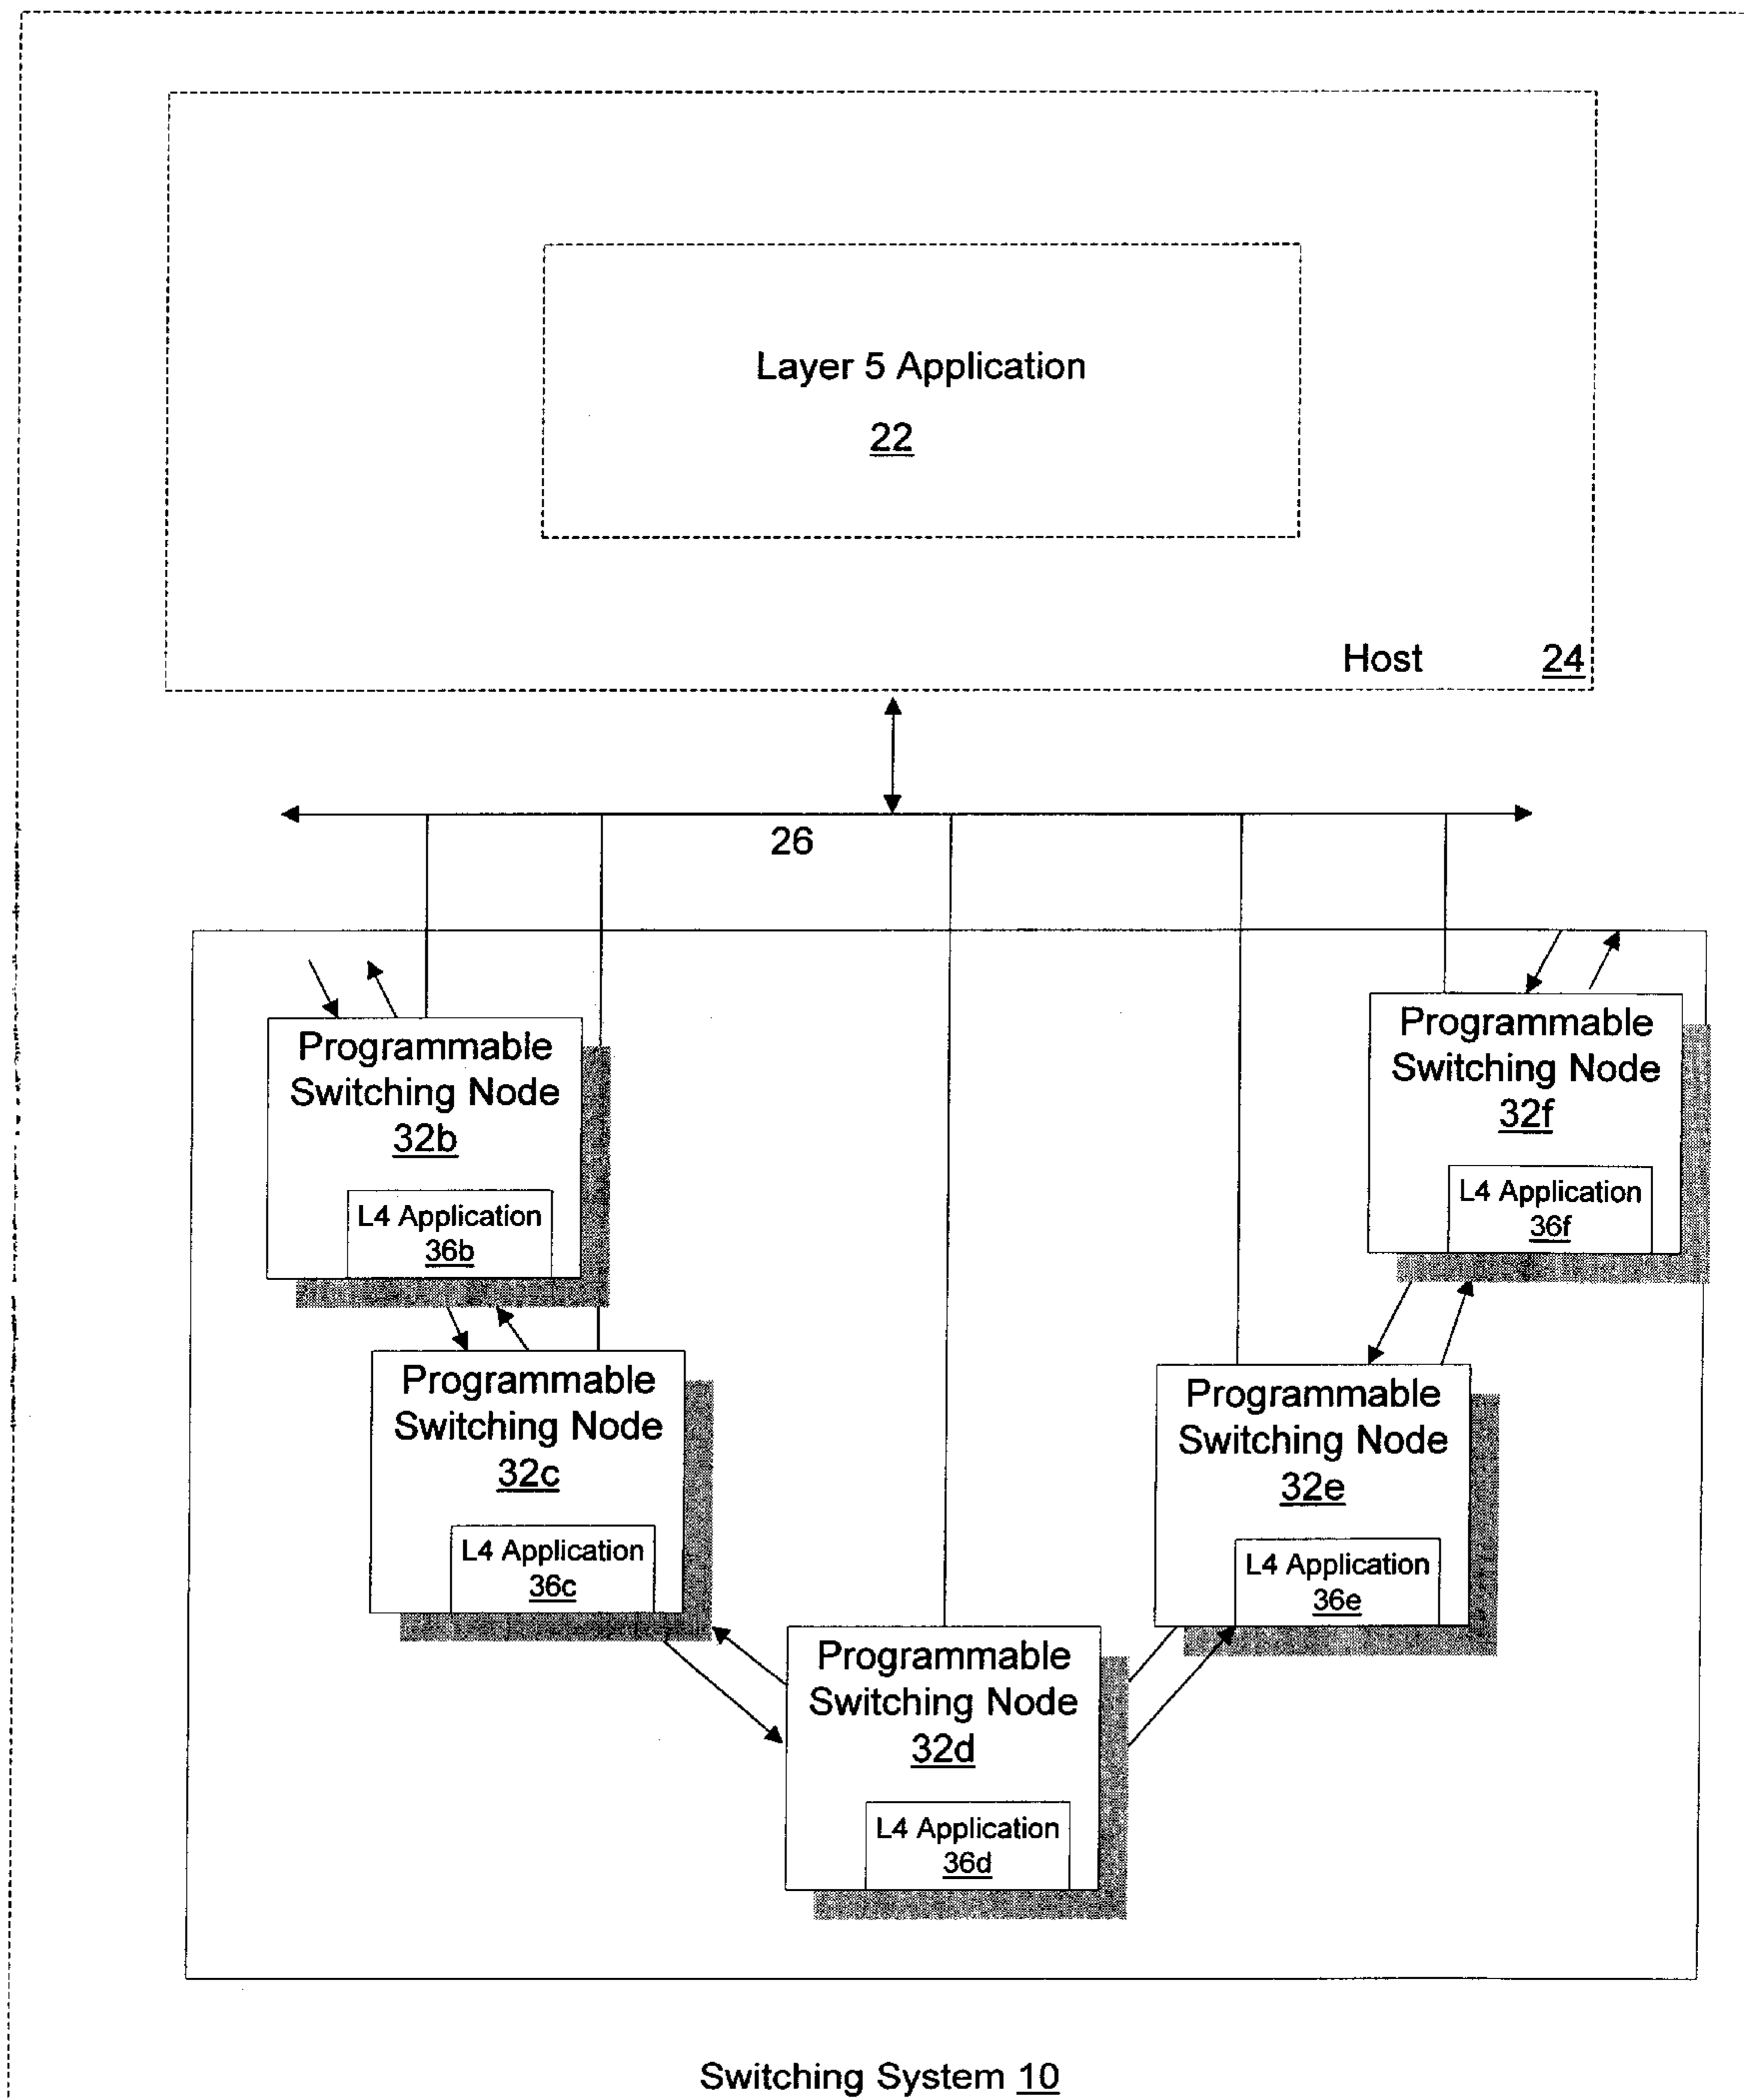 Layer 5 Application
22
Host 24
26
Programmable
Switching Node
32b
L4 Application
36b
Programmable
Switching Node
32f
L4 Application
36f
Programmable
Switching Node
32c
L4 Application
36c
Programmable
Switching Node
32e
L4 Application
36e
Programmable
Switching Node
32d
L4 Application
36d
Switching System 10